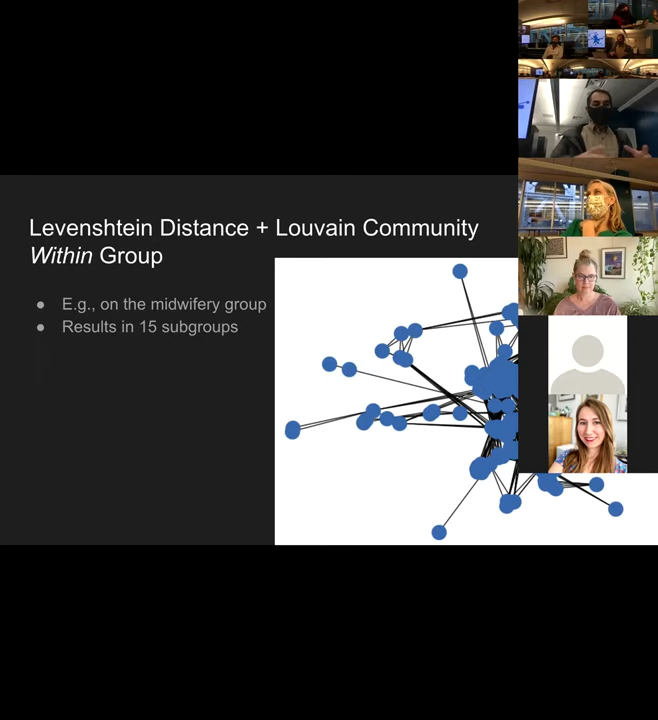 Levenshtein Distance + Louvain Community
Within Group
● E.g., on the midwifery group
● Results in 15 subgroups